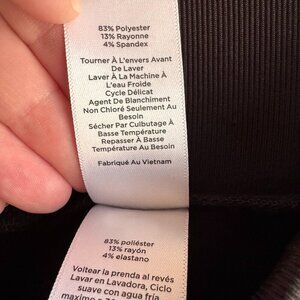 83% Polyester
13% Rayonne
4% Spandex
Tourner À L'envers Avant
De Laver
Laver À La Machine À
L'eau Froide
Cycle Délicat
Agent De Blanchiment
Non Chloré Seulement Au
Besoin
Sécher Par Culbutage À
Basse Température
Repasser À Basse
Température Au Besoin
Fabriqué Au Vietnam
83% poliéster
13% rayón
4% elastano
Voltear la prenda al revés
Lavar en Lavadora, Ciclo
suave con agua fría
maximo